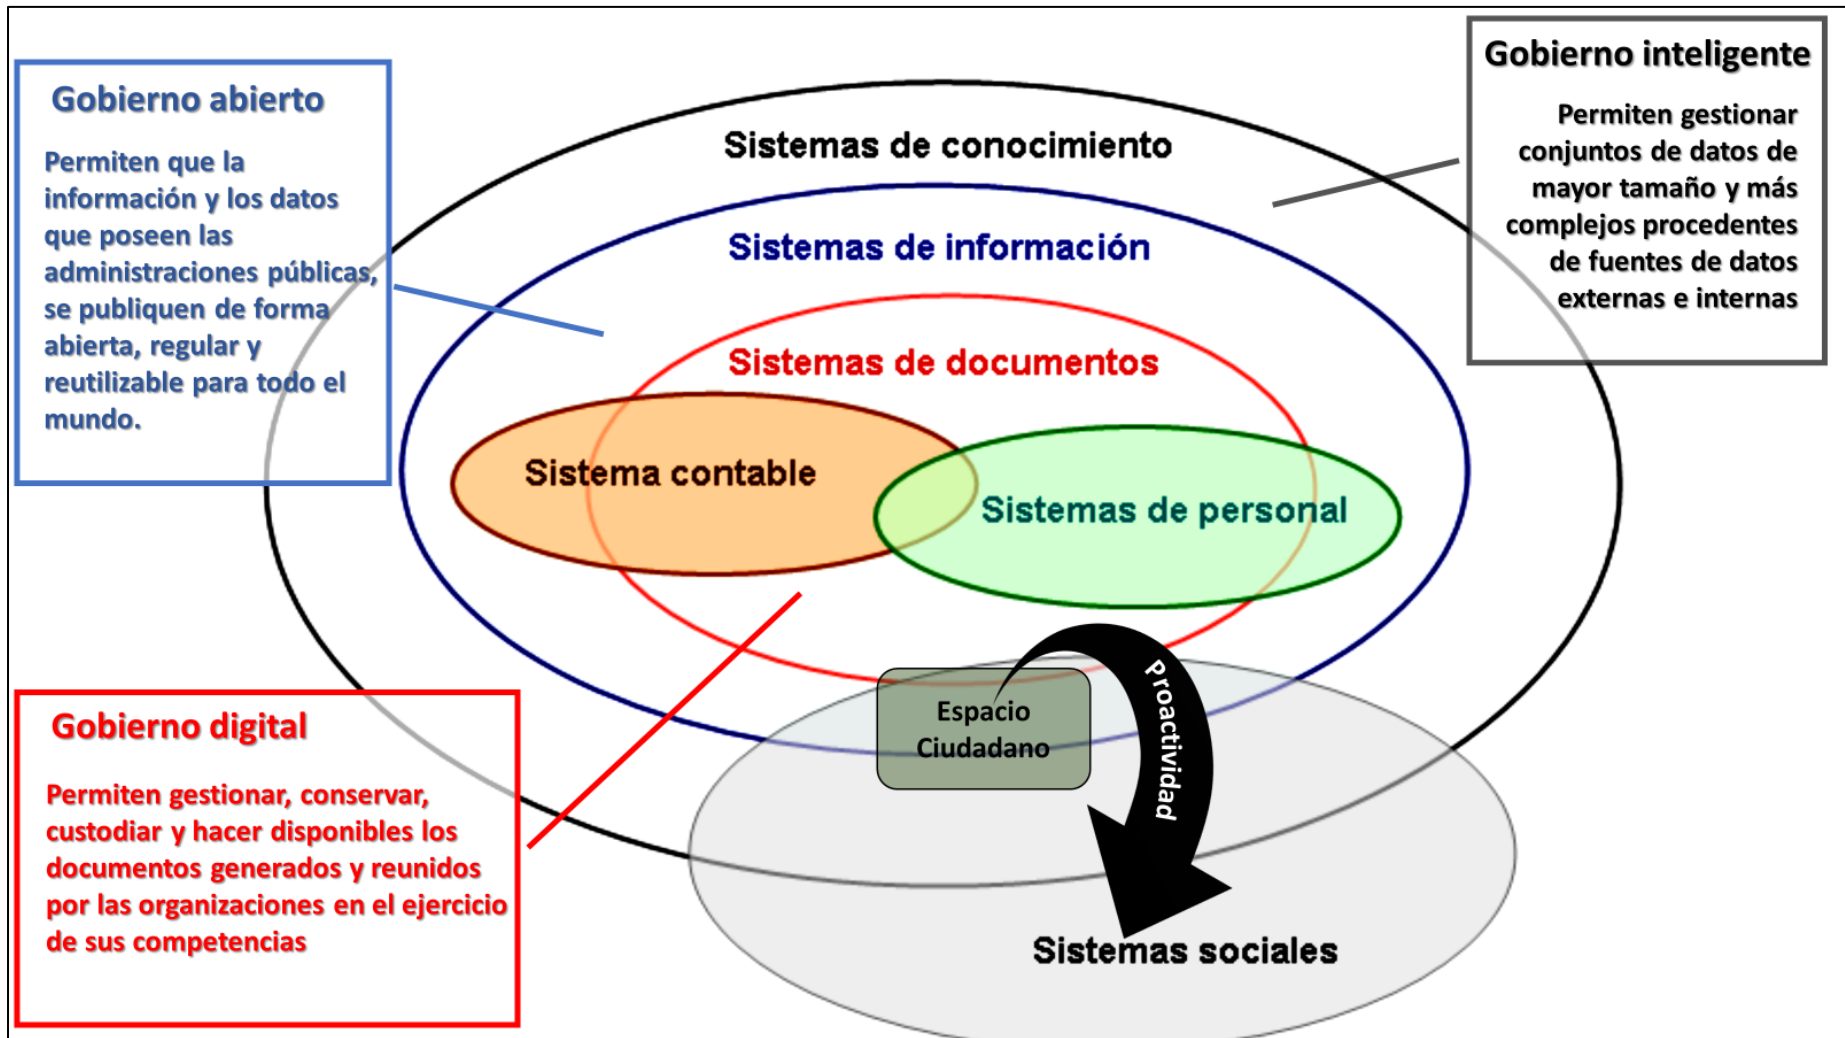 Gobierno abierto
Permiten que la
información y los datos
que poseen las
administraciones públicas,
se publiquen de forma
abierta, regular y
reutilizable para todo el
mundo.
Gobierno inteligente
Permiten gestionar
conjuntos de datos de
mayor tamaño y más
complejos procedentes
de fuentes de datos
externas e internas
Sistemas de conocimiento
Sistemas de información
Sistemas de documentos
Sistema contable
Sistemas de personal
Espacio
Ciudadano
Proactividad
Sistemas sociales
Gobierno digital
Permiten gestionar, conservar,
custodiar y hacer disponibles los
documentos generados y reunidos
por las organizaciones en el ejercicio
de sus competencias